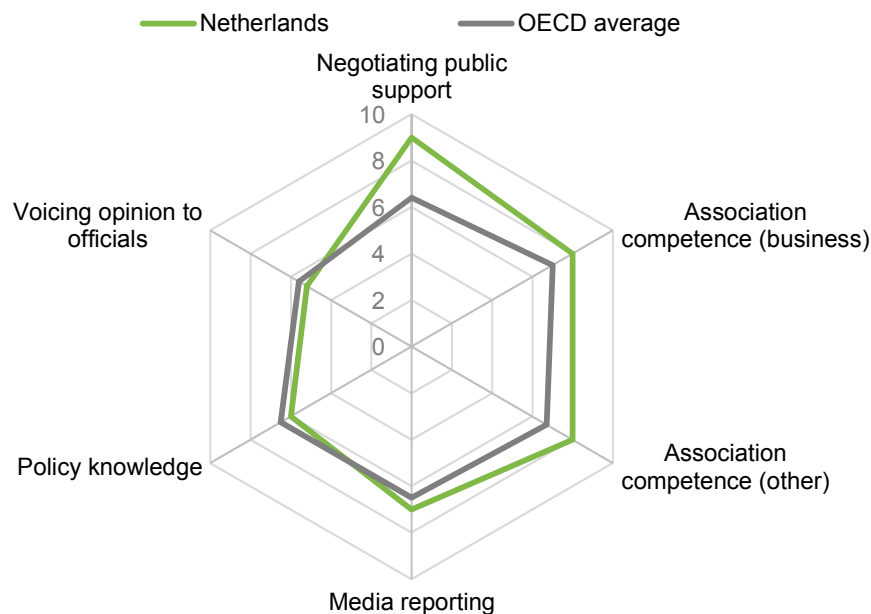 Netherlands
OECD average
Negotiating public
support
10
8
6
4
2
0
Association
competence (business)
Association
competence (other)
Media reporting
Policy knowledge
Voicing opinion to
officials